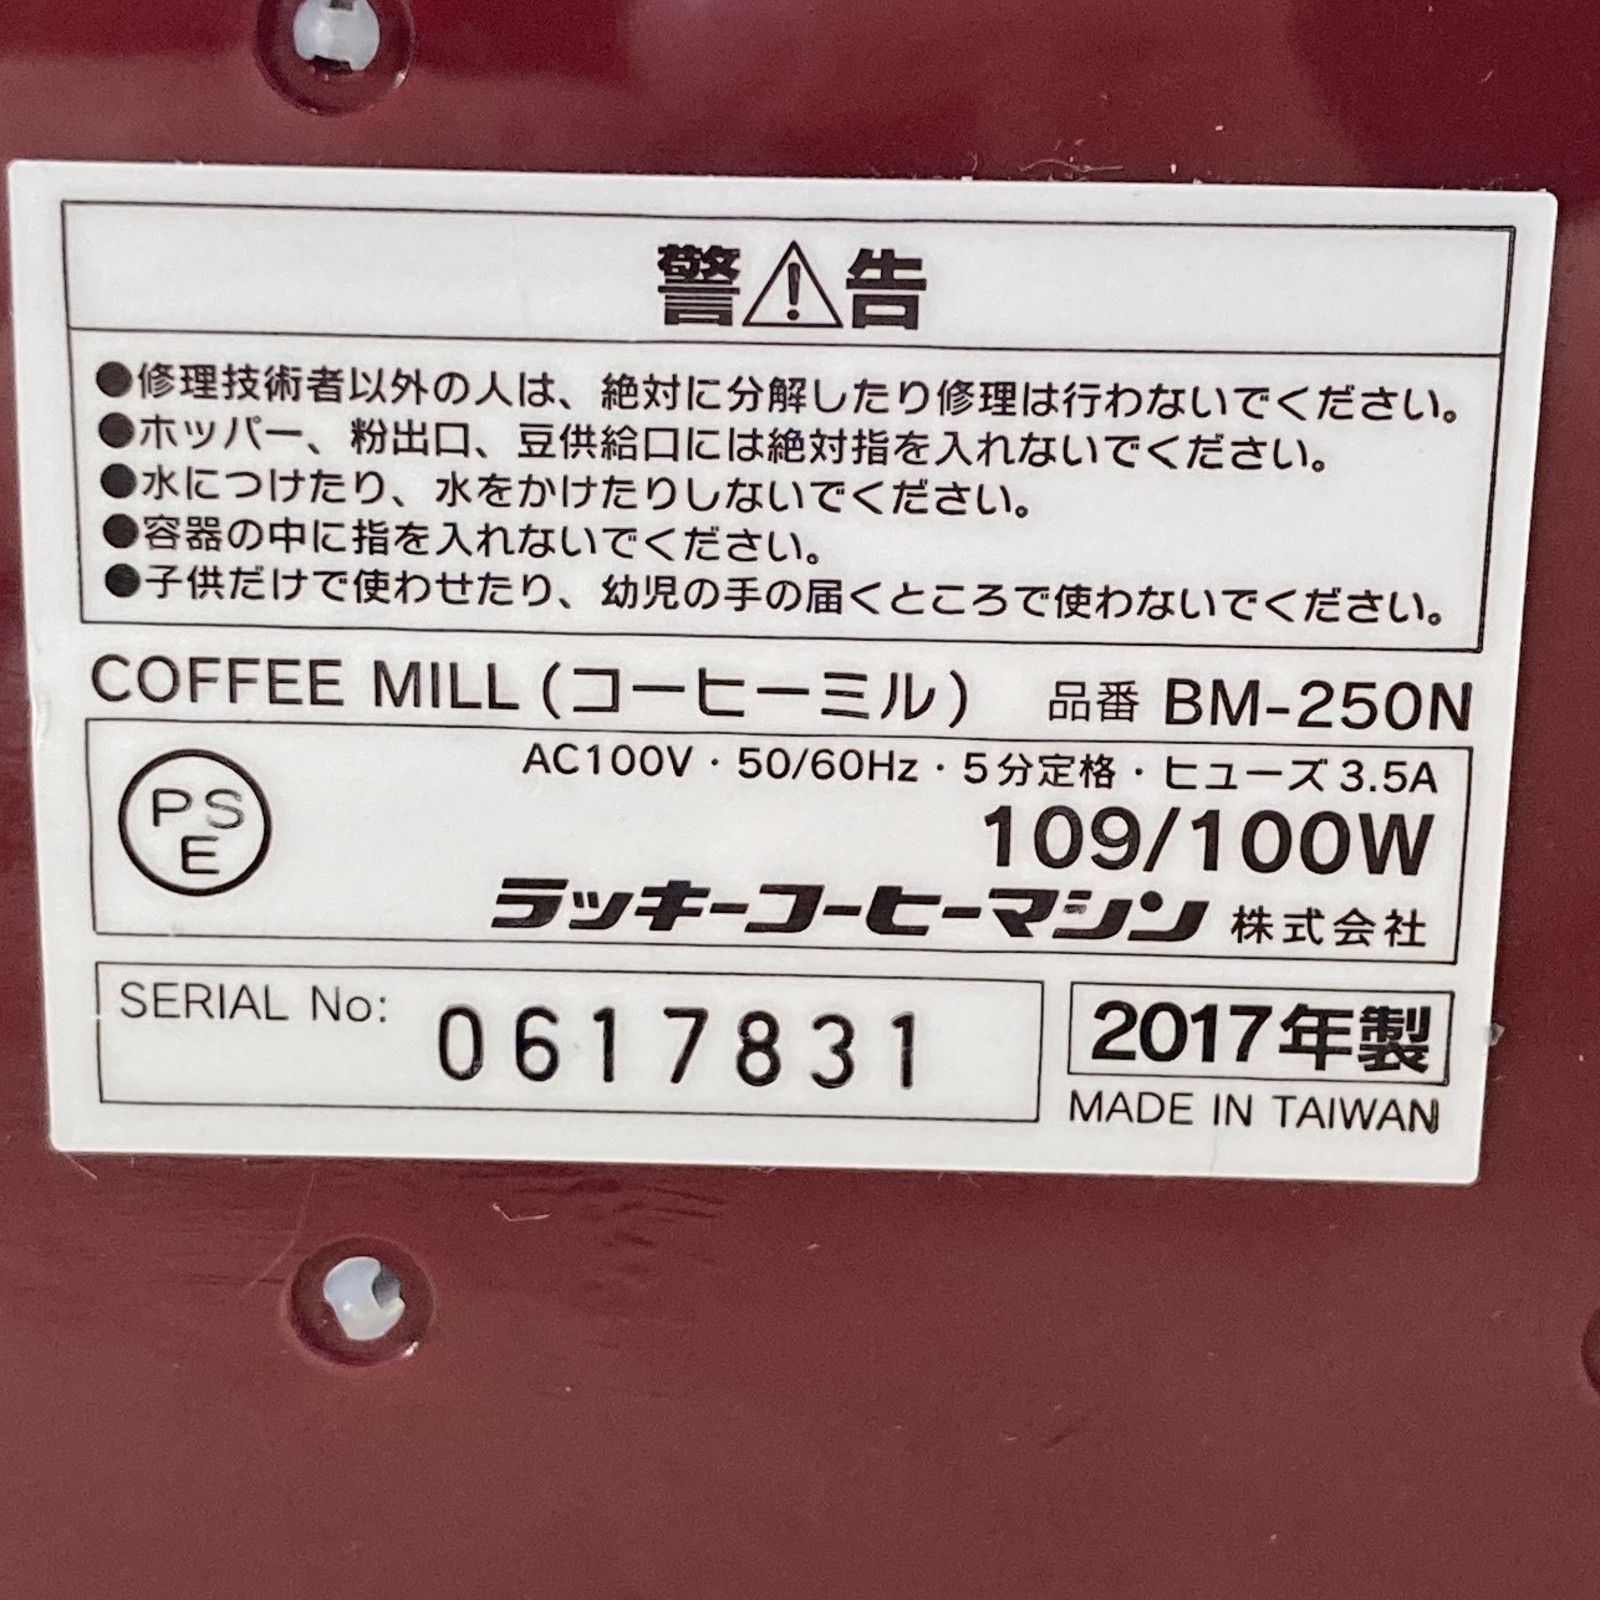 警⚠告
●修理技術者以外の人は、絶対に分解したり修理は行わないでください。
●ホッパー、粉出口、豆供給口には絶対指を入れないでください。
●水につけたり、水をかけたりしないでください。
●容器の中に指を入れないでください。
●子供だけで使わせたり、幼児の手の届くところで使わないでください。
COFFEE MILL (コーヒーミル) 品番 BM-250N
PSE
AC100V・50/60Hz・5分定格・ヒューズ3.5A
109/100W
ラッキーコーヒーマシン 株式会社
SERIAL No: 0617831
2017年製
MADE IN TAIWAN